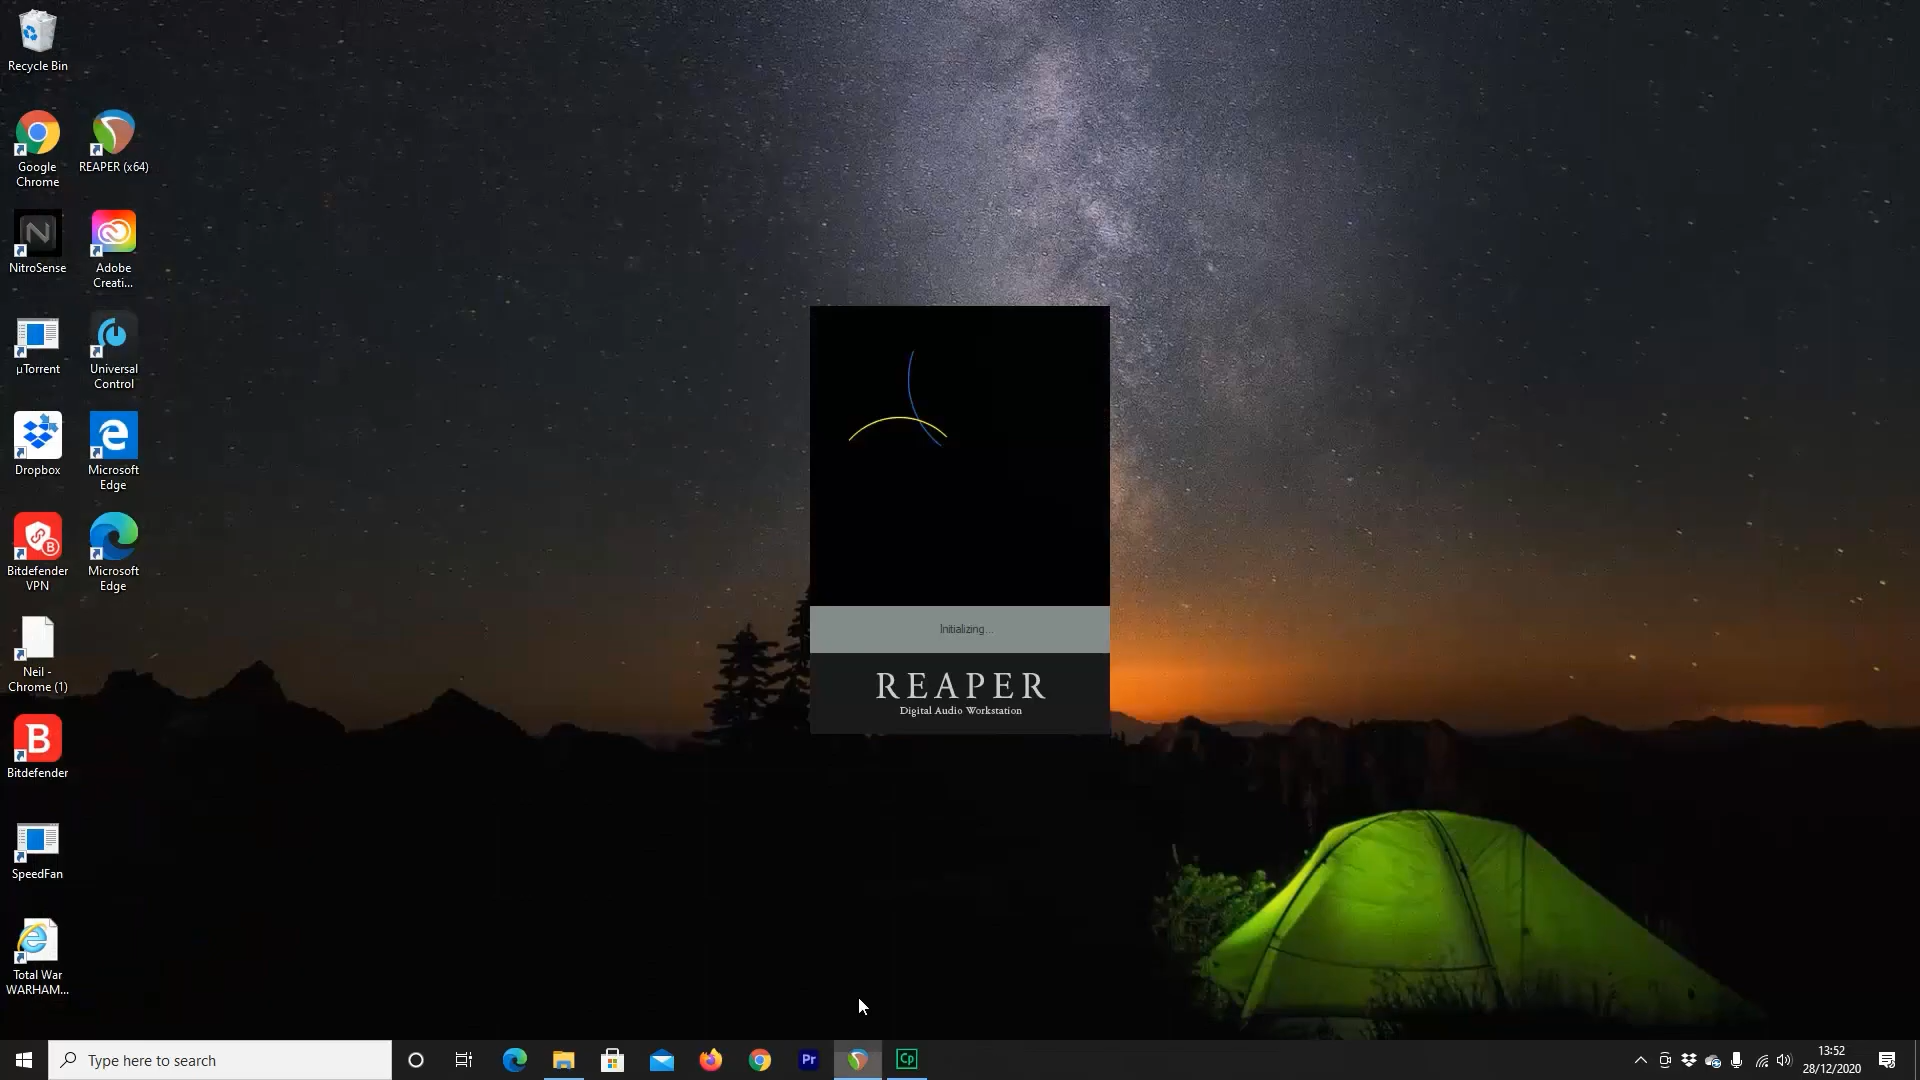 Recycle Bin
Google
Chrome
REAPER (x64)
NitroSense
Adobe
Creati...
µTorrent
Universal
Control
Dropbox
Microsoft
Edge
Bitdefender
VPN
Microsoft
Edge
Neil -
Chrome (1)
Bitdefender
SpeedFan
Total War
WARHAM...
Initializing...
REAPER
Digital Audio Workstation
Type here to search
Pr
Cp
13:52
28/12/2020